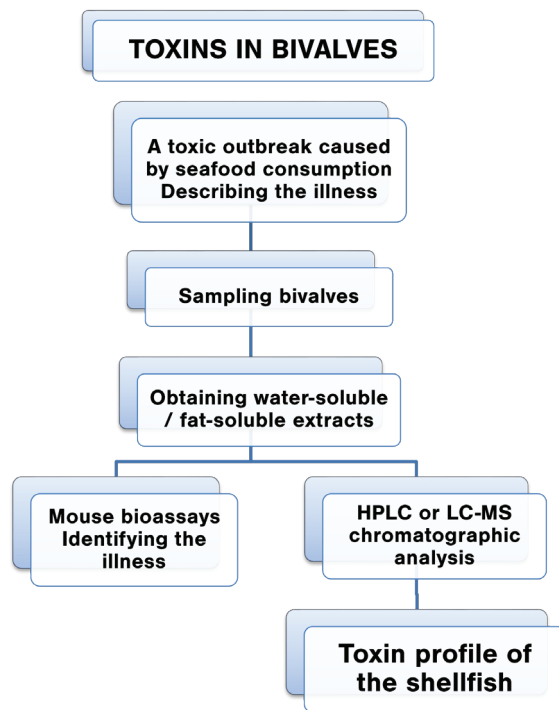 TOXINS IN BIVALVES
A toxic outbreak caused
by seafood consumption
Describing the illness
Sampling bivalves
Obtaining water-soluble
/ fat-soluble extracts
Mouse bioassays
Identifying the
illness
HPLC or LC-MS
chromatographic
analysis
Toxin profile of
the shellfish